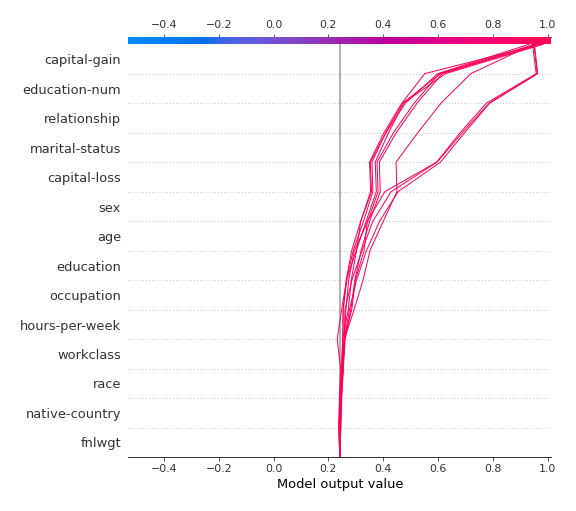 −0.4 −0.2 0.0 0.2 0.4 0.6 0.8 1.0
capital-gain
education-num
relationship
marital-status
capital-loss
sex
age
education
occupation
hours-per-week
workclass
race
native-country
fnlwgt
−0.4 −0.2 0.0 0.2 0.4 0.6 0.8 1.0
Model output value